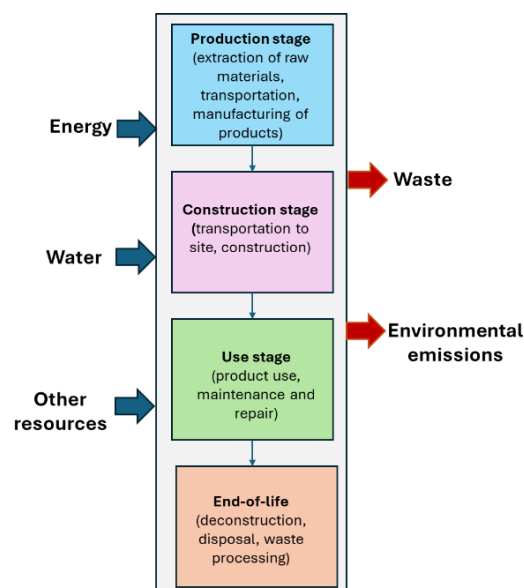 Production stage
(extraction of raw
materials,
transportation,
manufacturing of
products)
Energy
Waste
Construction stage
(transportation to
site, construction)
Water
Environmental
emissions
Use stage
(product use,
maintenance and
repair)
Other
resources
End-of-life
(deconstruction,
disposal, waste
processing)